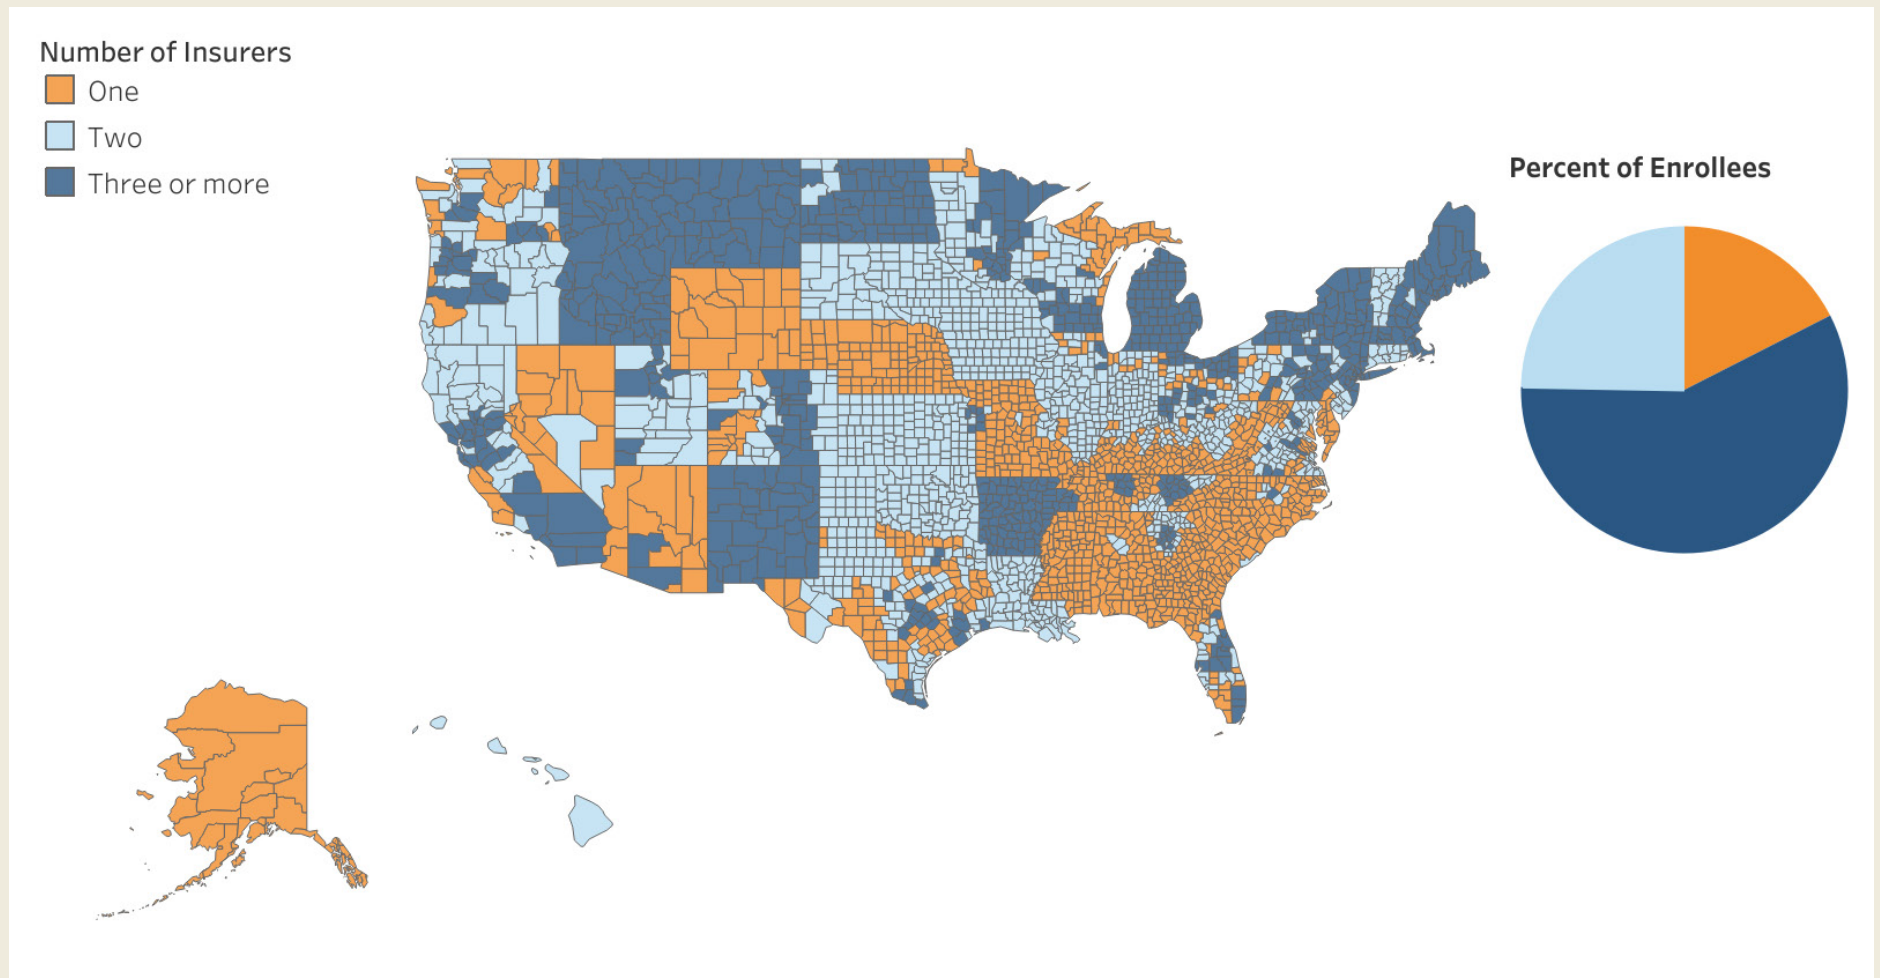 Number of Insurers
One
Two
Three or more
Percent of Enrollees